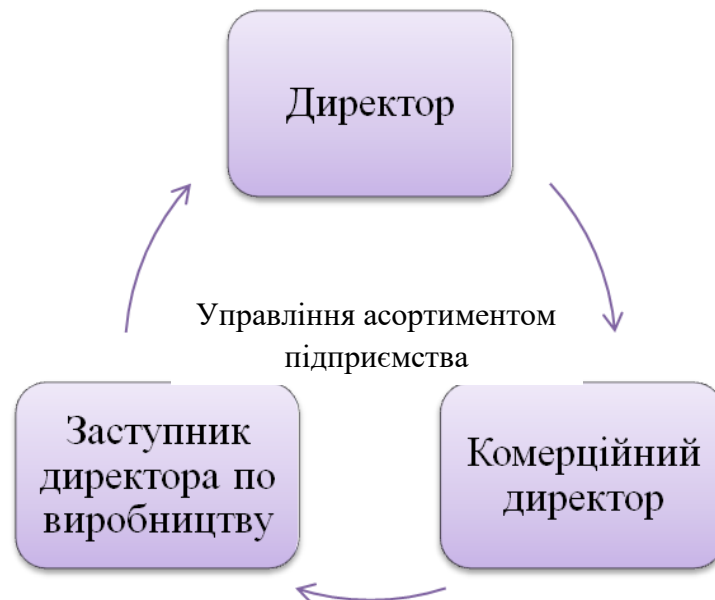 Директор
Управління асортиментом
підприємства
Заступник
директора по
виробництву
Комерційний
директор